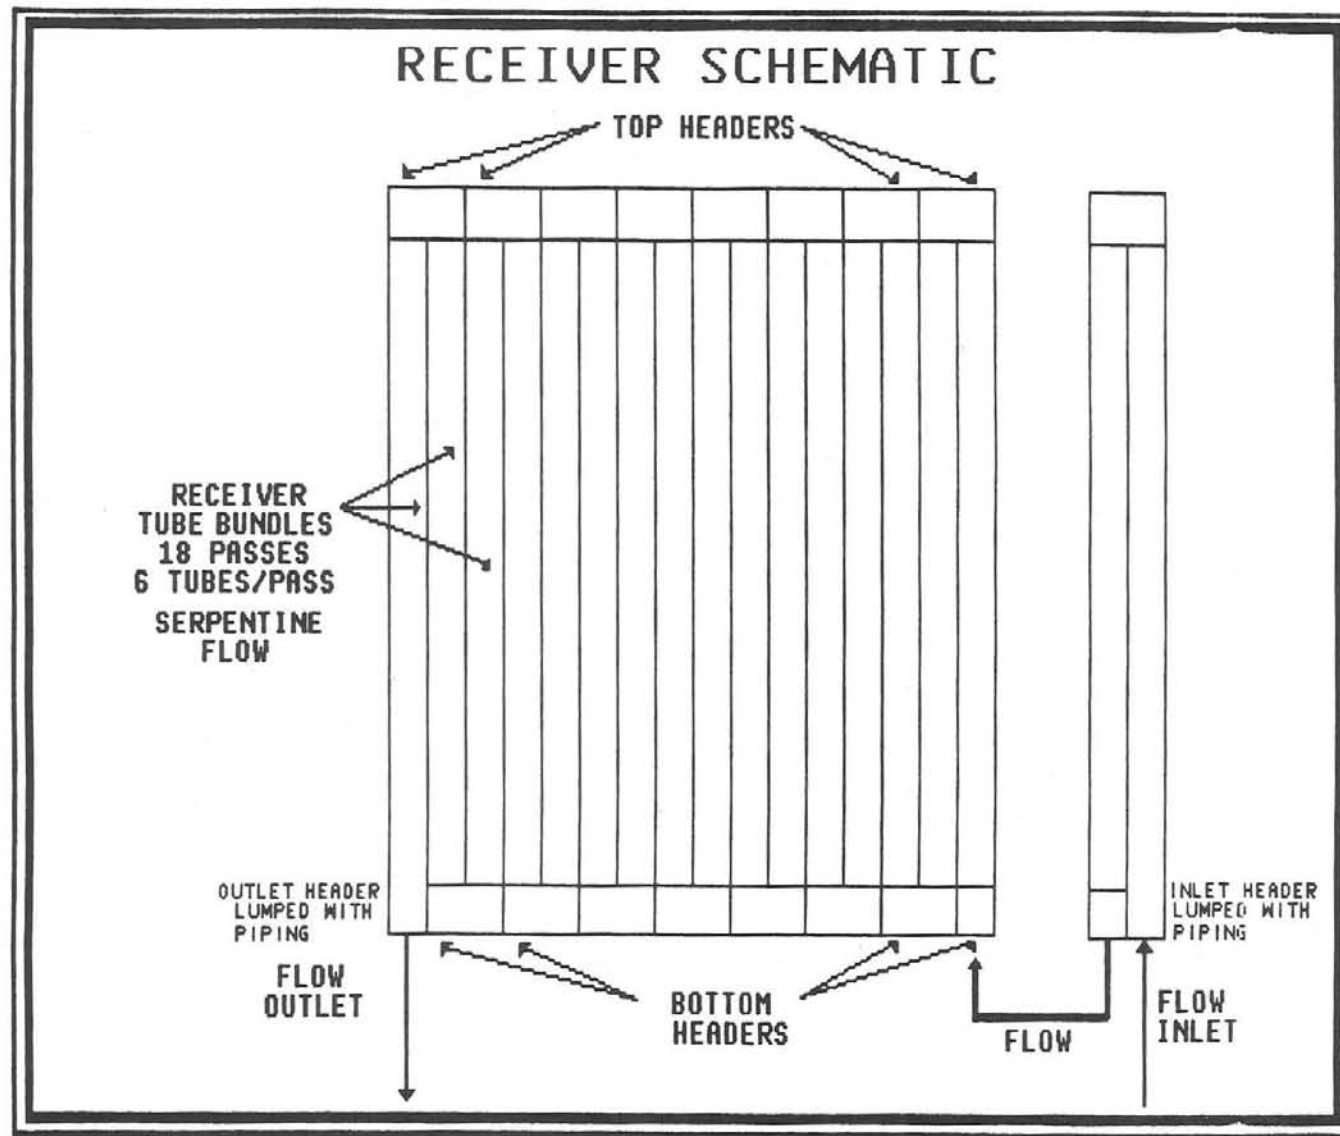 RECEIVER SCHEMATIC
TOP HEADERS
RECEIVER
TUBE BUNDLES
18 PASSES
6 TUBES/PASS
SERPENTINE
FLOW
OUTLET HEADER
LUMPED WITH
PIPING
INLET HEADER
LUMPED WITH
PIPING
FLOW
OUTLET
BOTTOM
HEADERS
FLOW
FLOW
INLET